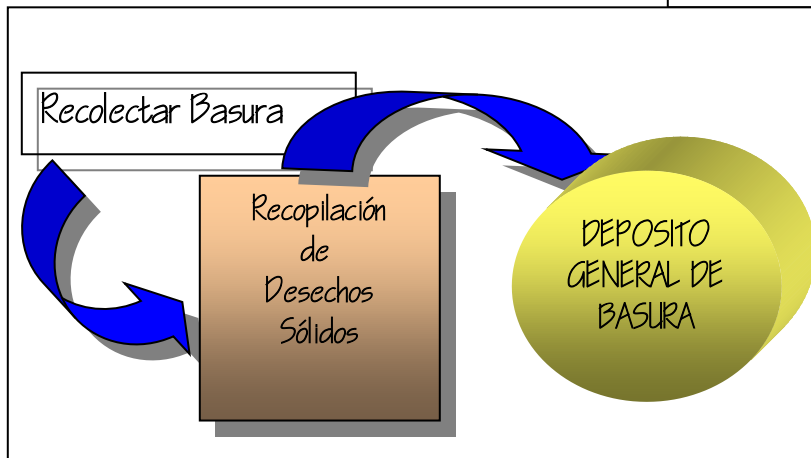 Recolectar Basura
Recopilación
de
Desechos
Sólidos
DEPOSITO
GENERAL DE
BASURA